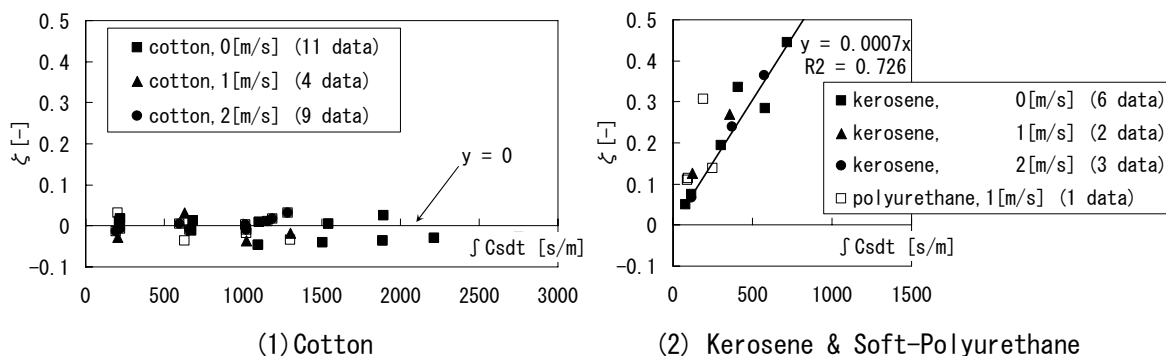 0.5
0.4
0.3
0.2
0.1
0
−0.1
ζ [-]
■ cotton, 0[m/s] (11 data)
▲ cotton, 1[m/s] (4 data)
● cotton, 2[m/s] (9 data)
y = 0
∫Csdt [s/m]
0 500 1000 1500 2000 2500 3000
(1) Cotton
0.5
0.4
0.3
0.2
0.1
0
−0.1
ζ [-]
y = 0.0007x
R2 = 0.726
■ kerosene, 0[m/s] (6 data)
▲ kerosene, 1[m/s] (2 data)
● kerosene, 2[m/s] (3 data)
□ polyurethane, 1[m/s] (1 data)
∫Csdt [s/m]
0 500 1000 1500
(2) Kerosene & Soft-Polyurethane